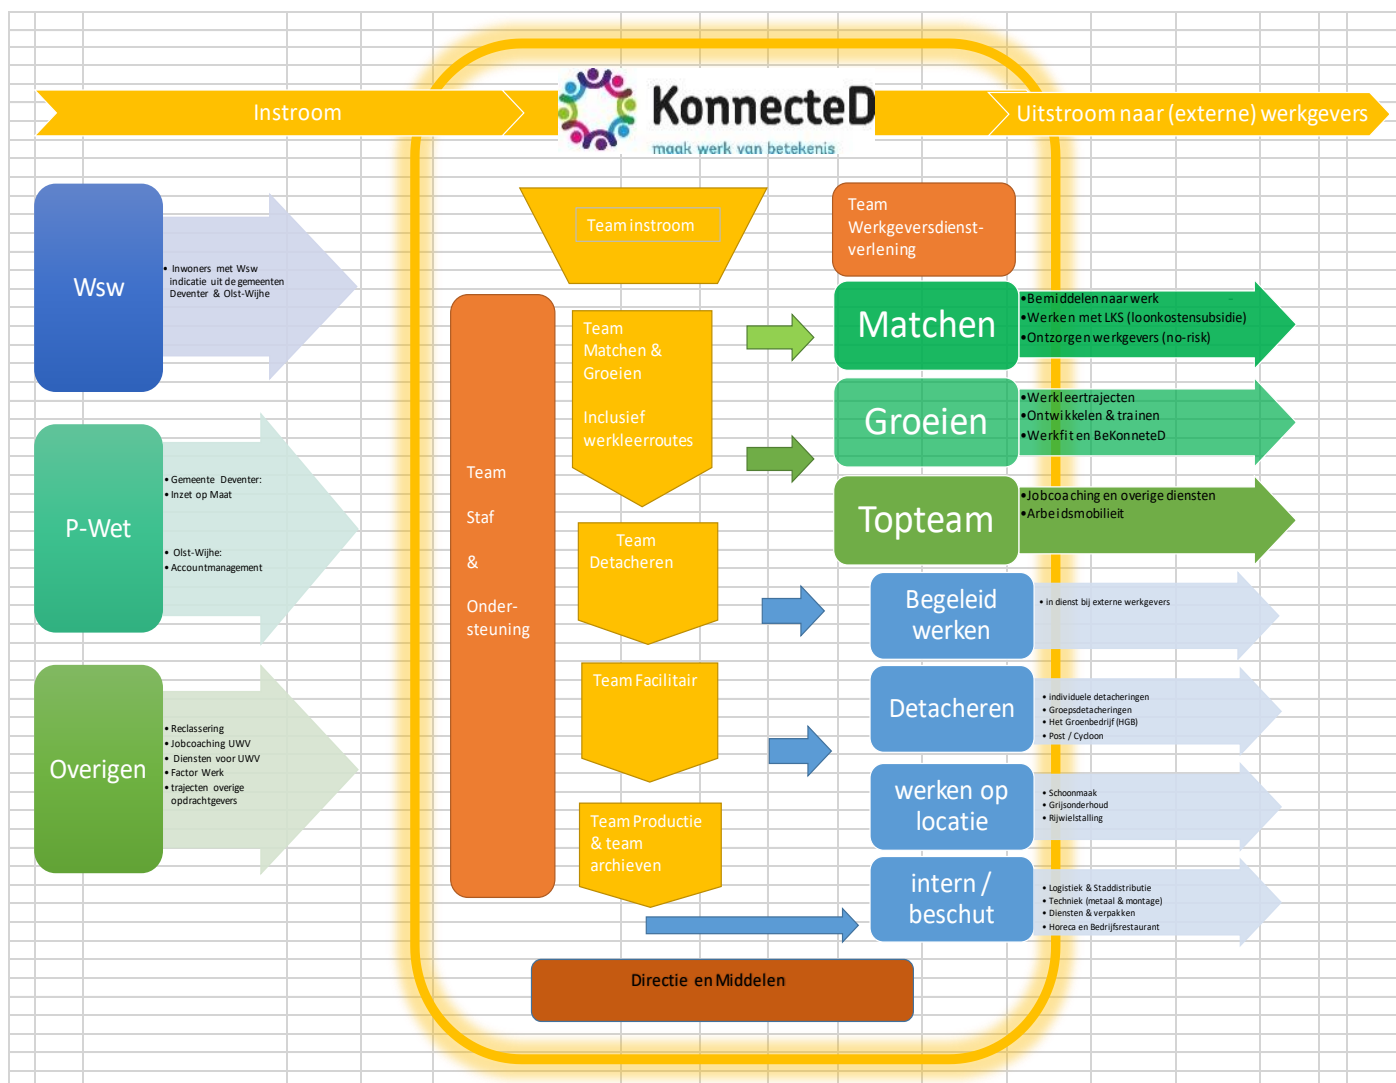 Instroom
KonnecteD
maak werk van betekenis
Uitstroom naar (externe) werkgevers
Wsw
• Inwoners met Wsw
indicatie uit de gemeenten
Deventer & Olst-Wijhe
P-Wet
• Gemeente Deventer:
• Inzet op Maat
• Olst-Wijhe:
• Accountmanagement
Overigen
• Reclassering
• Jobcoaching UWV
• Diensten voor UWV
• Factor Werk
• trajecten overige
opdrachtgevers
Team
Staf
&
Onder-
steuning
Team instroom
Team
Matchen &
Groeien
Inclusief
werkleerroutes
Team
Detacheren
Team Facilitair
Team Productie
& team
archieven
Directie en Middelen
Team
Werkgeversdienst-
verlening
Matchen
•Bemiddelen naar werk
•Werken met LKS (loonkostensubsidie)
•Ontzorgen werkgevers (no-risk)
Groeien
•Werkleertrajecten
•Ontwikkelen & trainen
•Werkfit en BeKonneteD
Topteam
•Jobcoaching en overige diensten
•Arbeidsmobilieit
Begeleid
werken
• in dienst bij externe werkgevers
Detacheren
• individuele detacheringen
• Groepsdetacheringen
• Het Groenbedrijf (HGB)
• Post / Cycloon
werken op
locatie
• Schoonmaak
• Grijsonderhoud
• Rijwielstalling
intern /
beschut
• Logistiek & Staddistributie
• Techniek (metaal & montage)
• Diensten & verpakken
• Horeca en Bedrijfsrestaurant